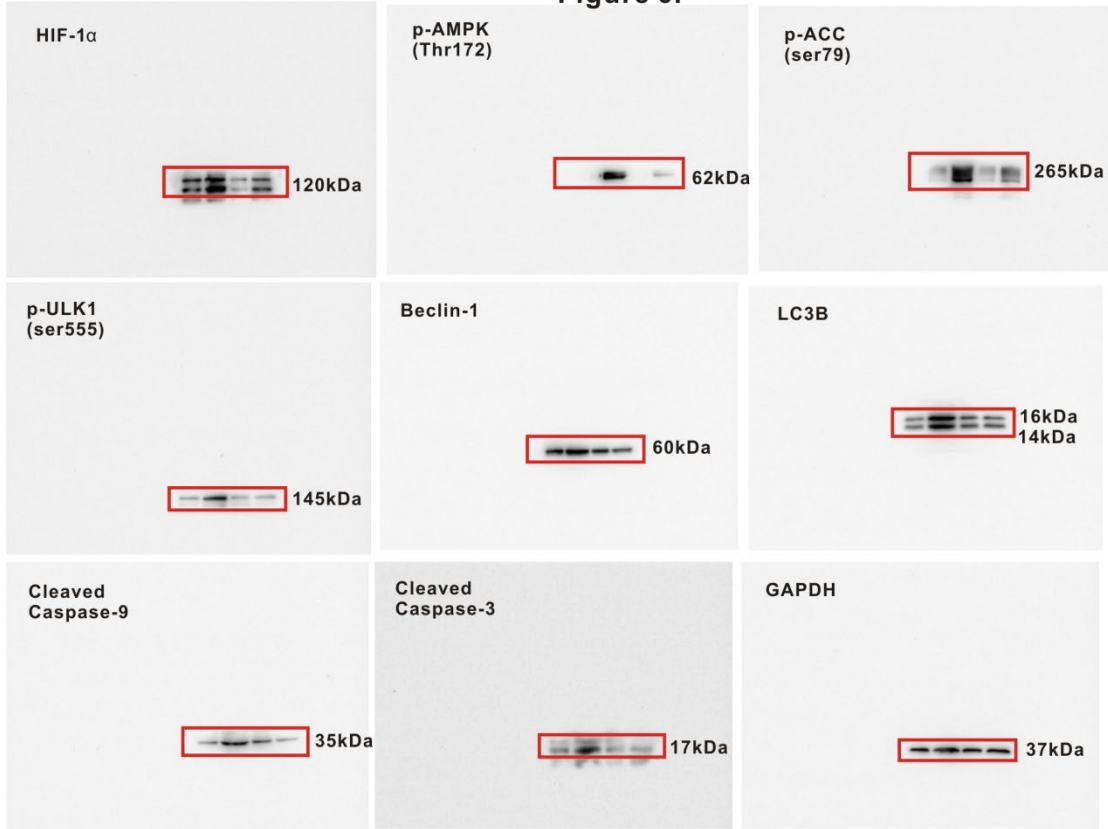 HIF-1α
120kDa
p-AMPK
(Thr172)
62kDa
p-ACC
(ser79)
265kDa
p-ULK1
(ser555)
145kDa
Beclin-1
60kDa
LC3B
16kDa
14kDa
Cleaved
Caspase-9
35kDa
Cleaved
Caspase-3
17kDa
GAPDH
37kDa